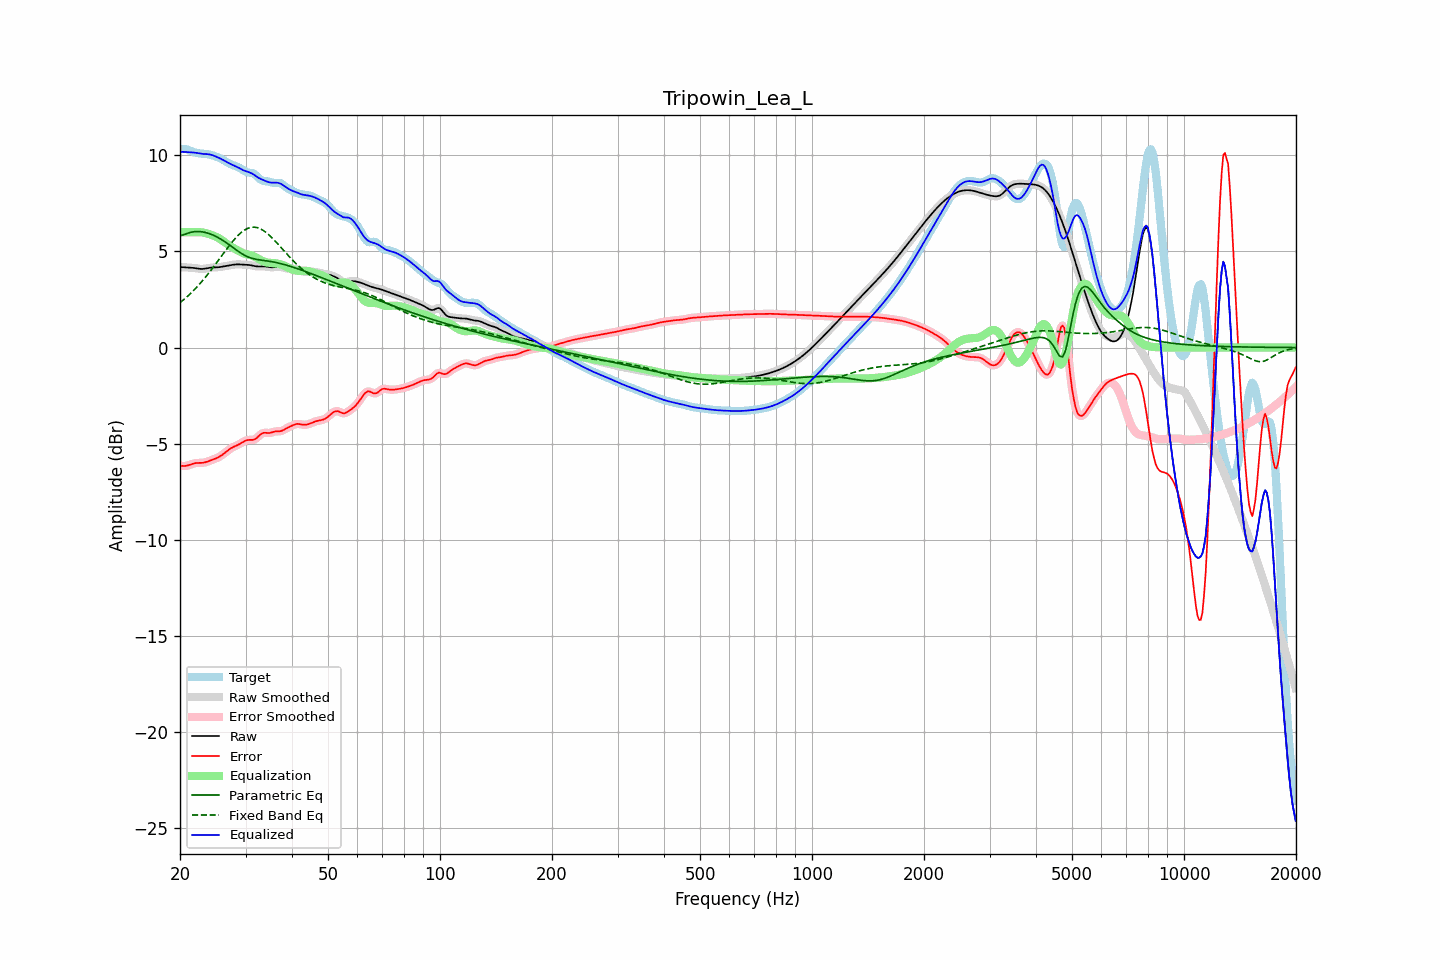 Tripowin_Lea_L
Amplitude (dBr)
10
5
0
−5
−10
−15
−20
−25
Target
Raw Smoothed
Error Smoothed
Raw
Error
Equalization
Parametric Eq
Fixed Band Eq
Equalized
20 50 100 200 500 1000 2000 5000 10000 20000
Frequency (Hz)